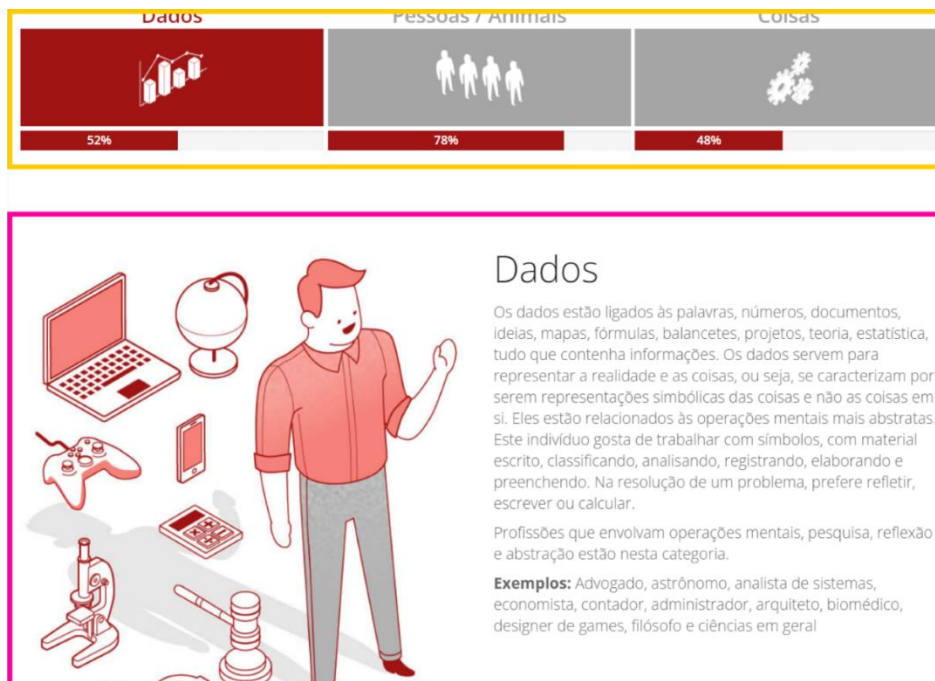 Dados
Pessoas / Animais
Coisas
52%
78%
48%
Dados
Os dados estão ligados às palavras, números, documentos,
ideias, mapas, fórmulas, balancetes, projetos, teoria, estatística,
tudo que contenha informações. Os dados servem para
representar a realidade e as coisas, ou seja, se caracterizam por
serem representações simbólicas das coisas e não as coisas em
si. Eles estão relacionados às operações mentais mais abstratas.
Este indivíduo gosta de trabalhar com símbolos, com material
escrito, classificando, analisando, registrando, elaborando e
preenchendo. Na resolução de um problema, prefere refletir,
escrever ou calcular.
Profissões que envolvam operações mentais, pesquisa, reflexão
e abstração estão nesta categoria.
Exemplos: Advogado, astrônomo, analista de sistemas,
economista, contador, administrador, arquiteto, biomédico,
designer de games, filósofo e ciências em geral